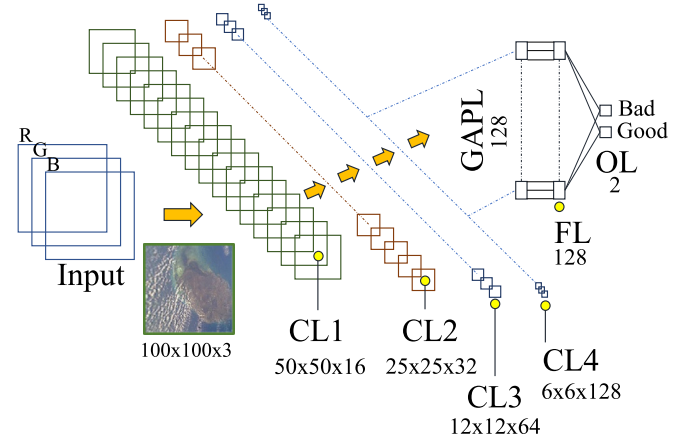 R
G
B
Input
100x100x3
CL1
50x50x16
CL2
25x25x32
CL3
12x12x64
CL4
6x6x128
GAPL
128
FL
128
Bad
Good
OL
2